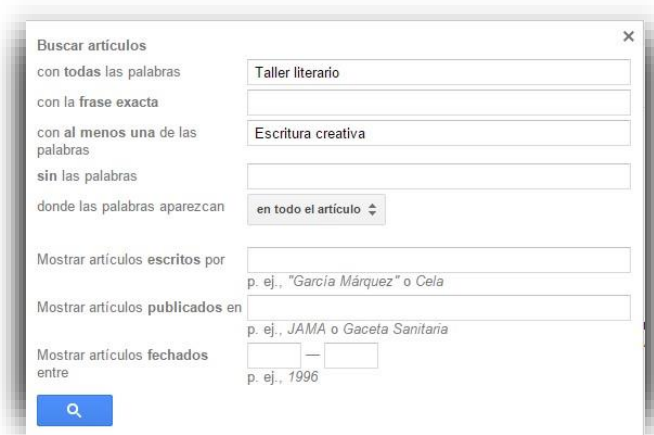 Buscar artículos
×
con todas las palabras Taller literario
con la frase exacta
con al menos una de las Escritura creativa
palabras
sin las palabras
donde las palabras aparezcan en todo el artículo
Mostrar artículos escritos por
p. ej., "García Márquez" o Cela
Mostrar artículos publicados en
p. ej., JAMA o Gaceta Sanitaria
Mostrar artículos fechados —
entre
p. ej., 1996